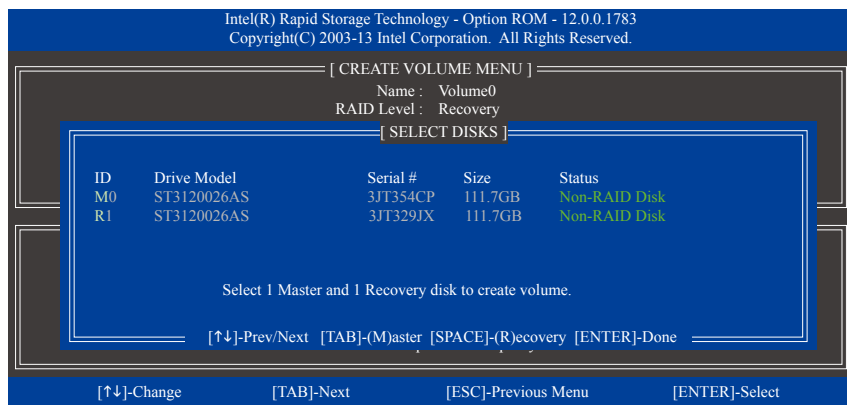 Intel(R) Rapid Storage Technology - Option ROM - 12.0.0.1783
Copyright(C) 2003-13 Intel Corporation. All Rights Reserved.
[ CREATE VOLUME MENU ]
Name : Volume0
RAID Level : Recovery
[ SELECT DISKS ]
ID Drive Model Serial # Size Status
M0 ST3120026AS 3JT354CP 111.7GB Non-RAID Disk
R1 ST3120026AS 3JT329JX 111.7GB Non-RAID Disk
Select 1 Master and 1 Recovery disk to create volume.
[↑↓]-Prev/Next [TAB]-(M)aster [SPACE]-(R)ecovery [ENTER]-Done
[↑↓]-Change [TAB]-Next [ESC]-Previous Menu [ENTER]-Select